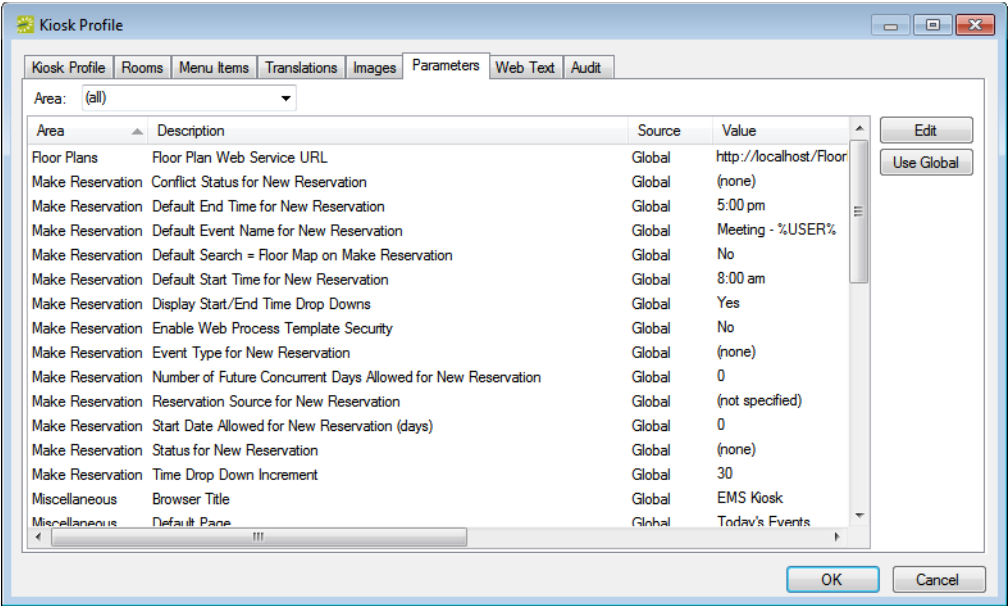 Kiosk Profile
Kiosk Profile Rooms Menu Items Translations Images Parameters Web Text Audit
Area: (all)
Area Description Source Value
Edit
Use Global
Floor Plans Floor Plan Web Service URL Global http://localhost/Floor
Make Reservation Conflict Status for New Reservation Global (none)
Make Reservation Default End Time for New Reservation Global 5:00 pm
Make Reservation Default Event Name for New Reservation Global Meeting - %USER%
Make Reservation Default Search = Floor Map on Make Reservation Global No
Make Reservation Default Start Time for New Reservation Global 8:00 am
Make Reservation Display Start/End Time Drop Downs Global Yes
Make Reservation Enable Web Process Template Security Global No
Make Reservation Event Type for New Reservation Global (none)
Make Reservation Number of Future Concurrent Days Allowed for New Reservation Global 0
Make Reservation Reservation Source for New Reservation Global (not specified)
Make Reservation Start Date Allowed for New Reservation (days) Global 0
Make Reservation Status for New Reservation Global (none)
Make Reservation Time Drop Down Increment Global 30
Miscellaneous Browser Title Global EMS Kiosk
Miscellaneous Default Page Global Today's Events
OK Cancel